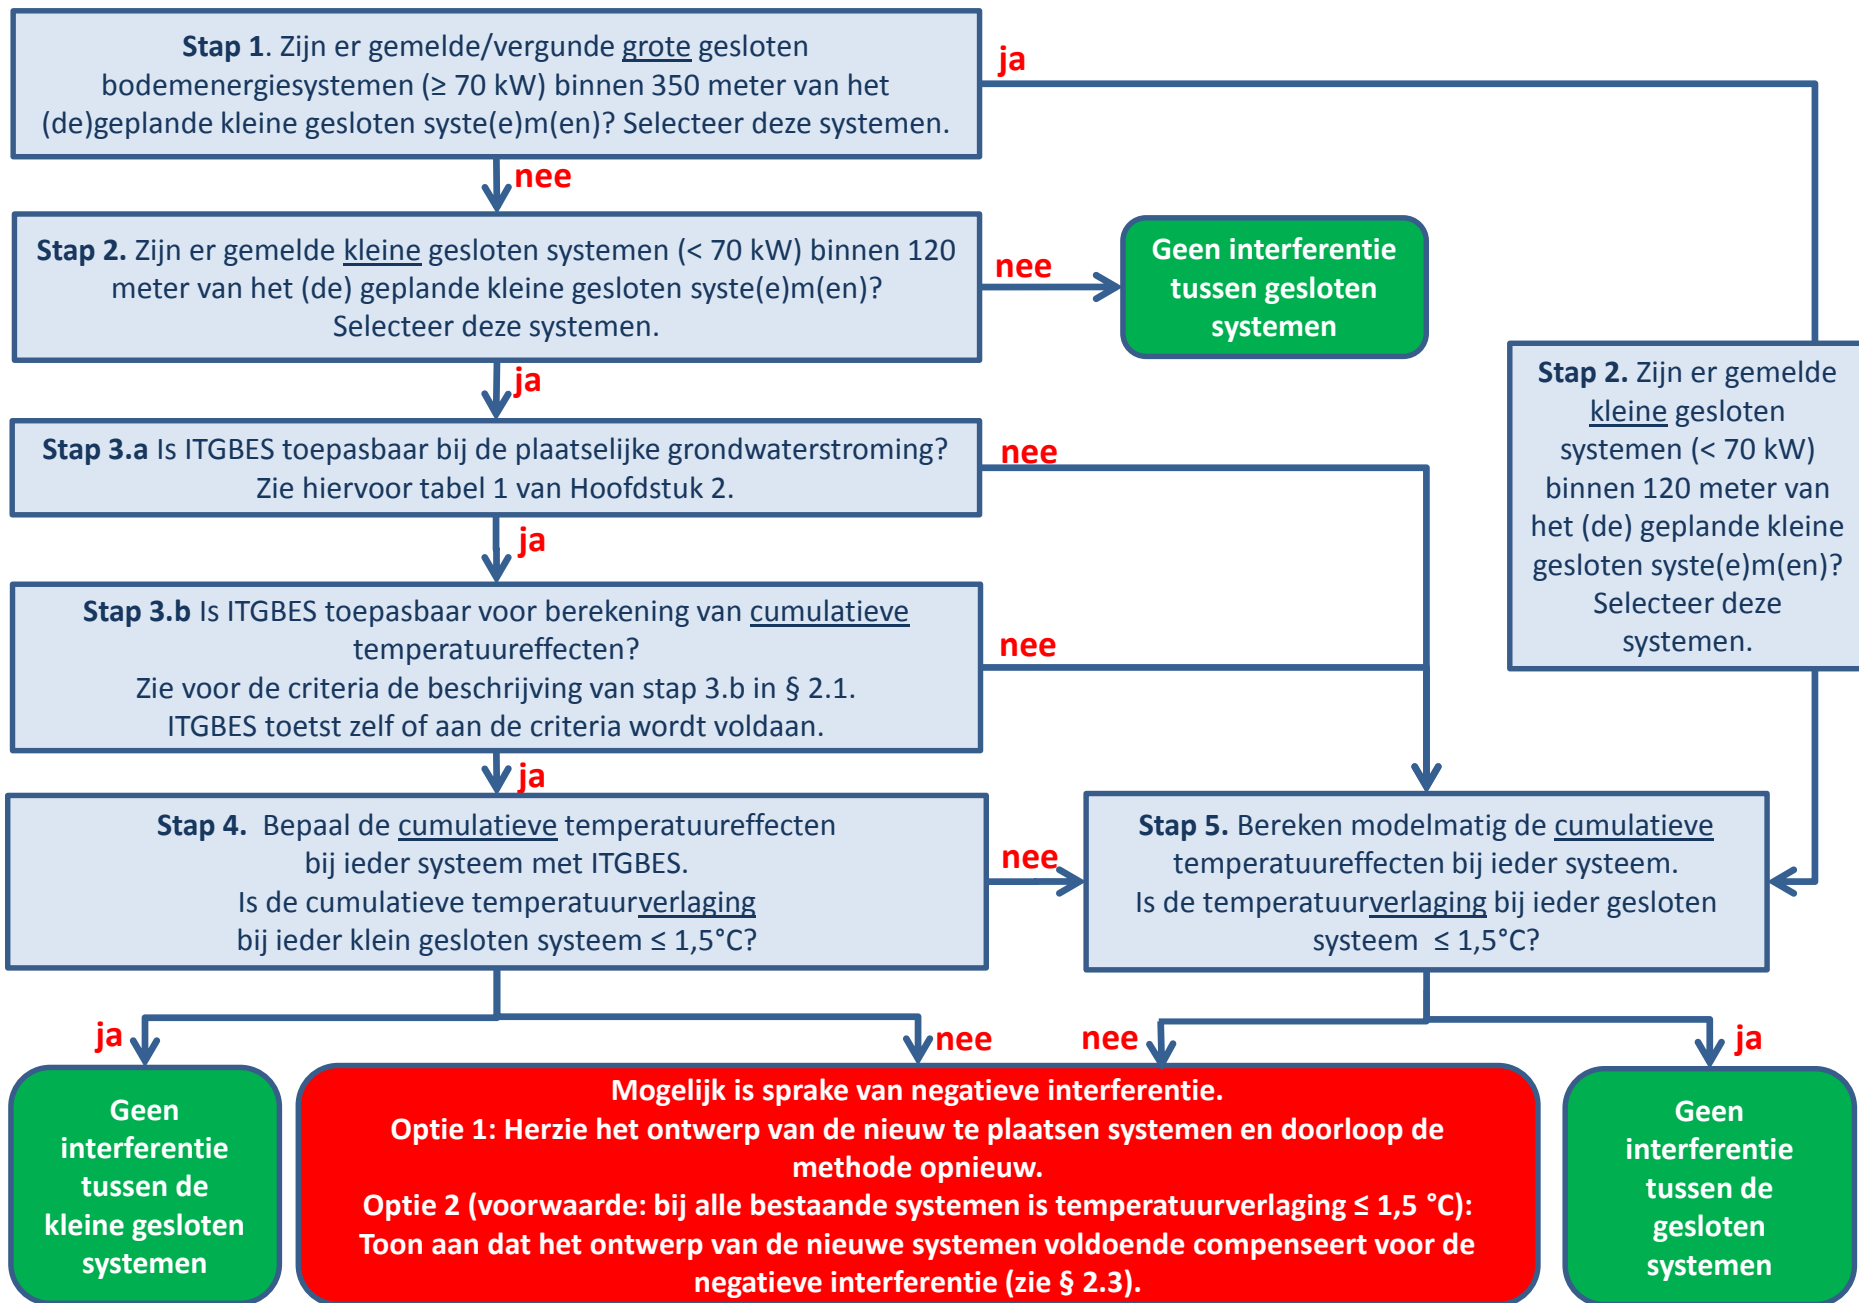 Stap 1. Zijn er gemelde/vergunde grote gesloten
bodemenergiesystemen (≥ 70 kW) binnen 350 meter van het
(de)geplande kleine gesloten syste(e)m(en)? Selecteer deze systemen.
ja
nee
Stap 2. Zijn er gemelde kleine gesloten systemen (< 70 kW) binnen 120
meter van het (de) geplande kleine gesloten syste(e)m(en)?
Selecteer deze systemen.
nee
Geen interferentie
tussen gesloten
systemen
ja
Stap 2. Zijn er gemelde
kleine gesloten
systemen (< 70 kW)
binnen 120 meter van
het (de) geplande kleine
gesloten syste(e)m(en)?
Selecteer deze
systemen.
Stap 3.a Is ITGBES toepasbaar bij de plaatselijke grondwaterstroming?
Zie hiervoor tabel 1 van Hoofdstuk 2.
nee
ja
Stap 3.b Is ITGBES toepasbaar voor berekening van cumulatieve
temperatuureffecten?
Zie voor de criteria de beschrijving van stap 3.b in § 2.1.
ITGBES toetst zelf of aan de criteria wordt voldaan.
nee
ja
Stap 4. Bepaal de cumulatieve temperatuureffecten
bij ieder systeem met ITGBES.
Is de cumulatieve temperatuurverlaging
bij ieder klein gesloten systeem ≤ 1,5°C?
nee
Stap 5. Bereken modelmatig de cumulatieve
temperatuureffecten bij ieder systeem.
Is de temperatuurverlaging bij ieder gesloten
systeem ≤ 1,5°C?
ja
nee
nee
ja
Geen
interferentie
tussen de
kleine gesloten
systemen
Mogelijk is sprake van negatieve interferentie.
Optie 1: Herzie het ontwerp van de nieuw te plaatsen systemen en doorloop de
methode opnieuw.
Optie 2 (voorwaarde: bij alle bestaande systemen is temperatuurverlaging ≤ 1,5 °C):
Toon aan dat het ontwerp van de nieuwe systemen voldoende compenseert voor de
negatieve interferentie (zie § 2.3).
Geen
interferentie
tussen de
gesloten
systemen